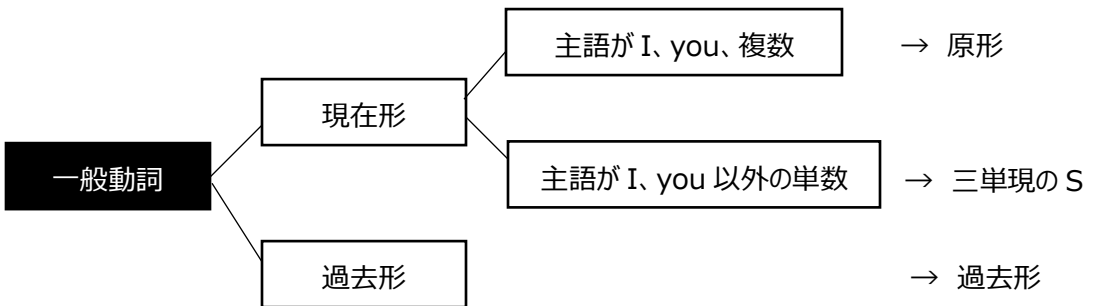 主語が I、you、複数 → 原形
現在形
一般動詞
主語が I、you 以外の単数 → 三単現の S
過去形 → 過去形